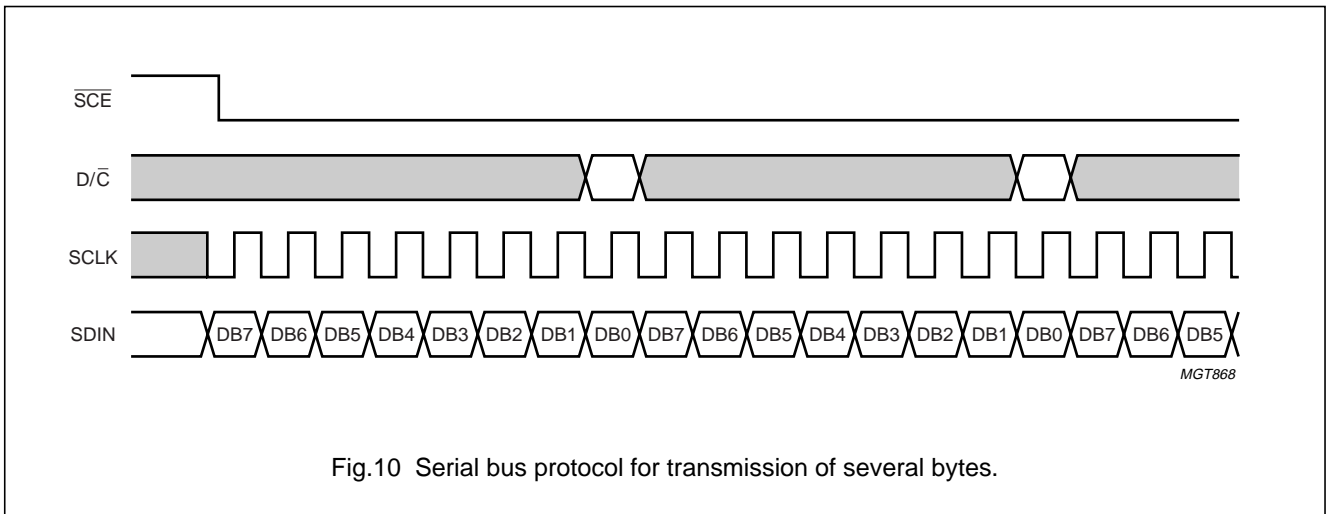 S̅C̅E̅
D/C̅
SCLK
SDIN DB7 DB6 DB5 DB4 DB3 DB2 DB1 DB0 DB7 DB6 DB5 DB4 DB3 DB2 DB1 DB0 DB7 DB6 DB5
MGT868
Fig.10 Serial bus protocol for transmission of several bytes.